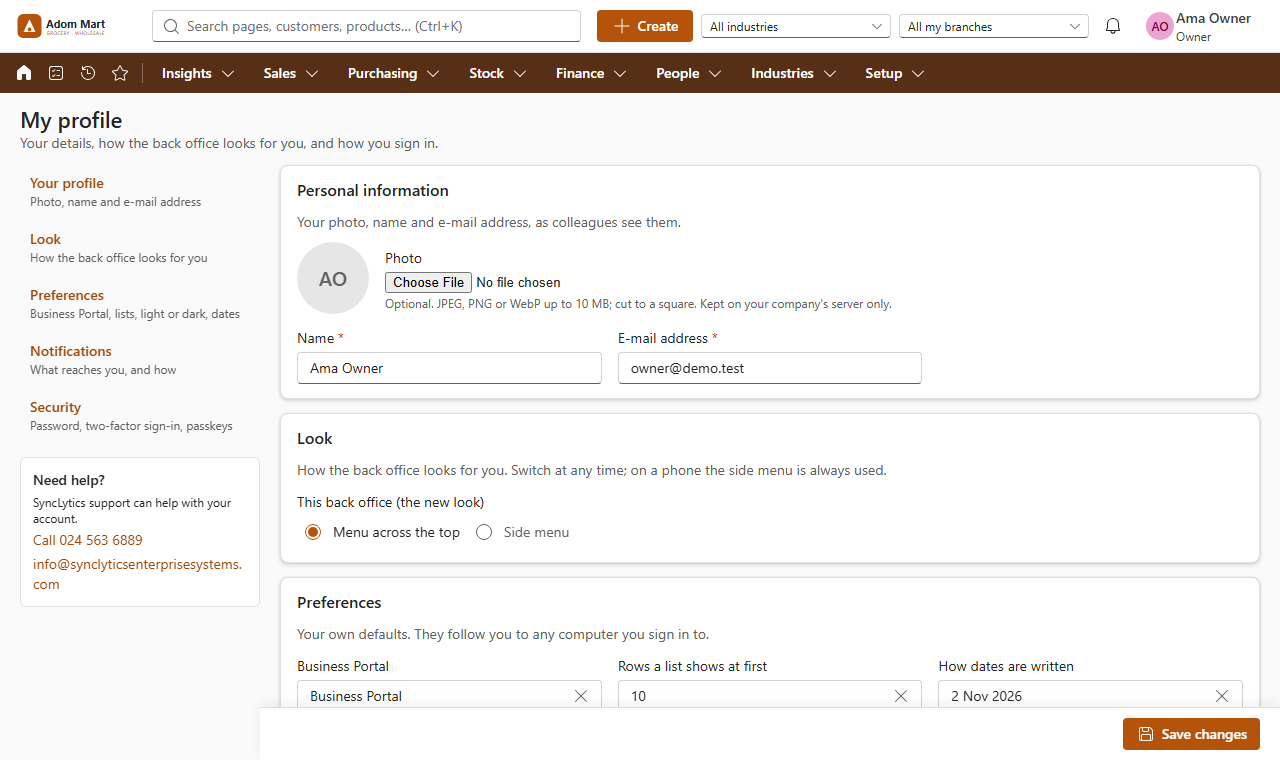 Adom Mart
GROCERY · WHOLESALE
Search pages, customers, products... (Ctrl+K)
Create
All industries
All my branches
AO
Ama Owner
Owner
Insights
Sales
Purchasing
Stock
Finance
People
Industries
Setup
My profile
Your details, how the back office looks for you, and how you sign in.
Your profile
Photo, name and e-mail address
Look
How the back office looks for you
Preferences
Business Portal, lists, light or dark, dates
Notifications
What reaches you, and how
Security
Password, two-factor sign-in, passkeys
Need help?
SyncLytics support can help with your
account.
Call 024 563 6889
info@synclyticsenterprisesystems.
com
Personal information
Your photo, name and e-mail address, as colleagues see them.
AO
Photo
Choose File No file chosen
Optional. JPEG, PNG or WebP up to 10 MB; cut to a square. Kept on your company's server only.
Name *
E-mail address *
Ama Owner
owner@demo.test
Look
How the back office looks for you. Switch at any time; on a phone the side menu is always used.
This back office (the new look)
Menu across the top
Side menu
Preferences
Your own defaults. They follow you to any computer you sign in to.
Business Portal
Rows a list shows at first
How dates are written
Business Portal
10
2 Nov 2026
Save changes